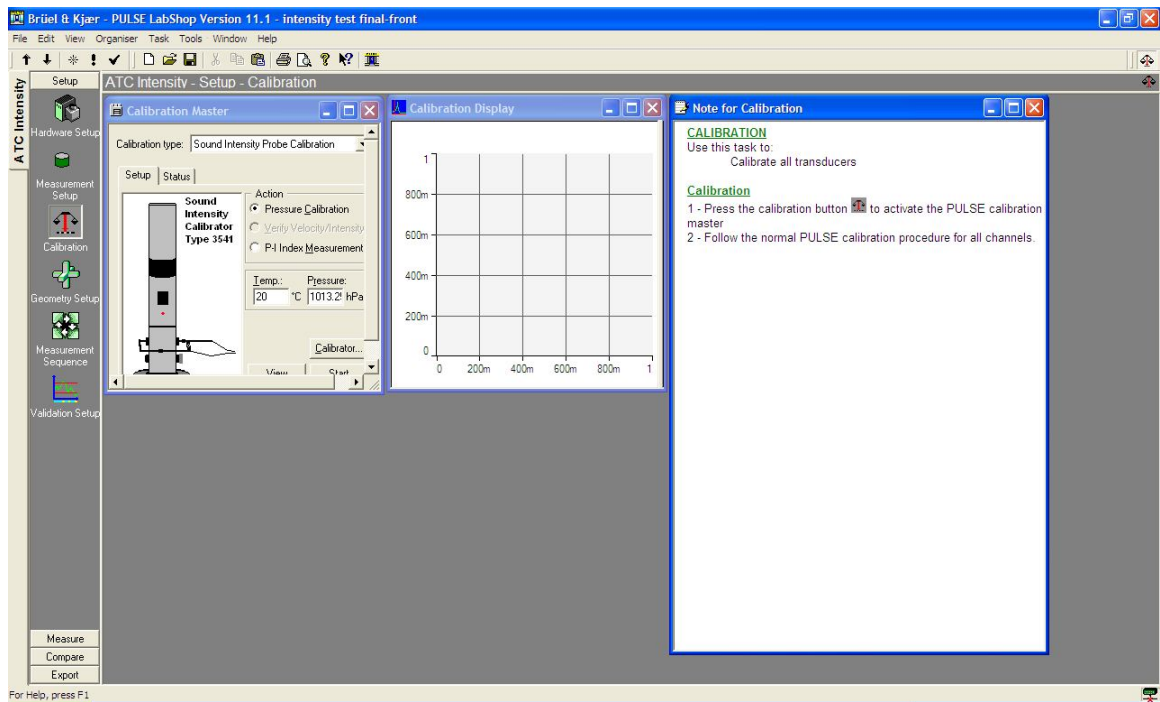 Brüel & Kjær - PULSE LabShop Version 11.1 - intensity test final-front
File Edit View Organiser Task Tools Window Help
ATC Intensity
Setup
ATC Intensity - Setup - Calibration
Hardware Setup
Measurement
Setup
Calibration
Geometry Setup
Measurement
Sequence
Validation Setup
Measure
Compare
Export
Calibration Master
Calibration type: Sound Intensity Probe Calibration
Setup Status
Sound
Intensity
Calibrator
Type 3541
Action
Pressure Calibration
Verify Velocity/Intensity
P-I Index Measurement
Temp.: Pressure:
20 °C 1013.2 hPa
Calibrator...
View Start
Calibration Display
1
800m
600m
400m
200m
0
0 200m 400m 600m 800m 1
Note for Calibration
CALIBRATION
Use this task to:
Calibrate all transducers
Calibration
1 - Press the calibration button to activate the PULSE calibration
master
2 - Follow the normal PULSE calibration procedure for all channels.
For Help, press F1